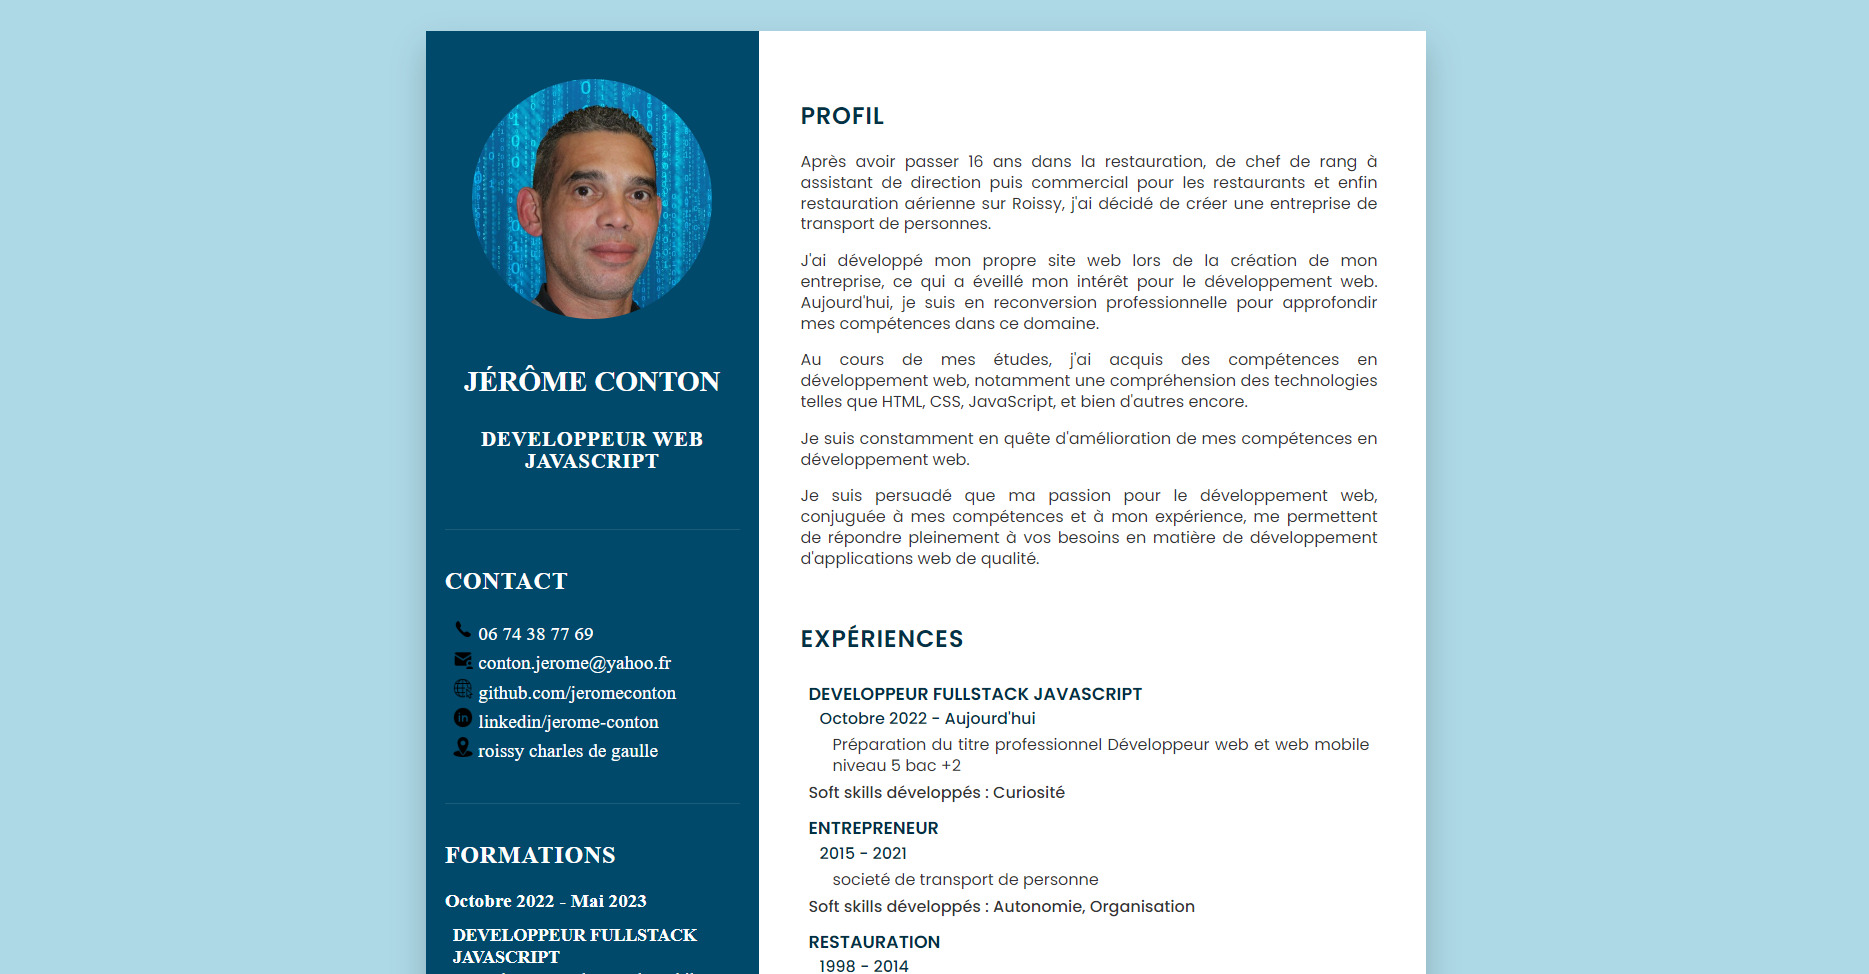 JÉRÔME CONTON
DEVELOPPEUR WEB
JAVASCRIPT
CONTACT
06 74 38 77 69
conton.jerome@yahoo.fr
github.com/jeromeconton
linkedin/jerome-conton
roissy charles de gaulle
FORMATIONS
Octobre 2022 - Mai 2023
DEVELOPPEUR FULLSTACK
JAVASCRIPT
PROFIL
Après avoir passer 16 ans dans la restauration, de chef de rang à
assistant de direction puis commercial pour les restaurants et enfin
restauration aérienne sur Roissy, j'ai décidé de créer une entreprise de
transport de personnes.
J'ai développé mon propre site web lors de la création de mon
entreprise, ce qui a éveillé mon intérêt pour le développement web.
Aujourd'hui, je suis en reconversion professionnelle pour approfondir
mes compétences dans ce domaine.
Au cours de mes études, j'ai acquis des compétences en
développement web, notamment une compréhension des technologies
telles que HTML, CSS, JavaScript, et bien d'autres encore.
Je suis constamment en quête d'amélioration de mes compétences en
développement web.
Je suis persuadé que ma passion pour le développement web,
conjuguée à mes compétences et à mon expérience, me permettent
de répondre pleinement à vos besoins en matière de développement
d'applications web de qualité.
EXPÉRIENCES
DEVELOPPEUR FULLSTACK JAVASCRIPT
Octobre 2022 - Aujourd'hui
Préparation du titre professionnel Développeur web et web mobile
niveau 5 bac +2
Soft skills développés : Curiosité
ENTREPRENEUR
2015 - 2021
societé de transport de personne
Soft skills développés : Autonomie, Organisation
RESTAURATION
1998 - 2014